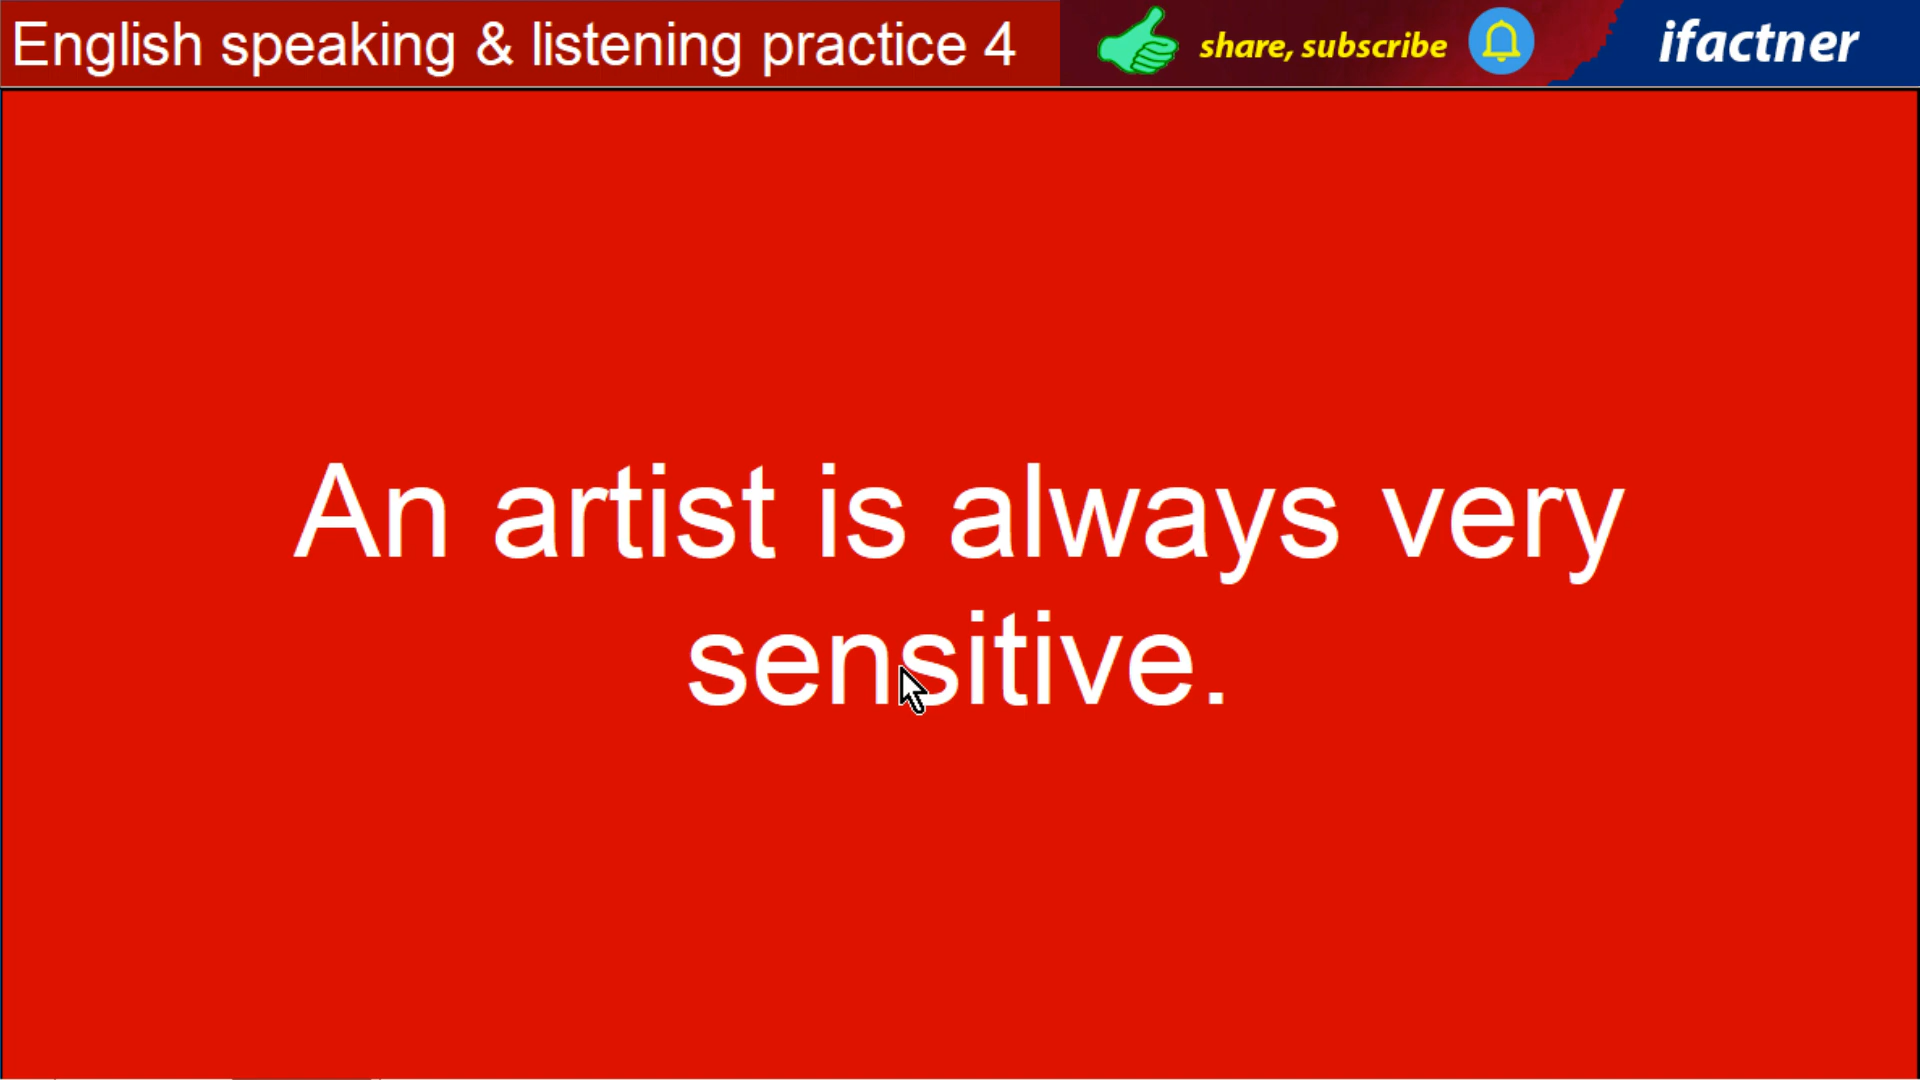 English speaking & listening practice 4
share, subscribe
ifactner
An artist is always very
sensitive.